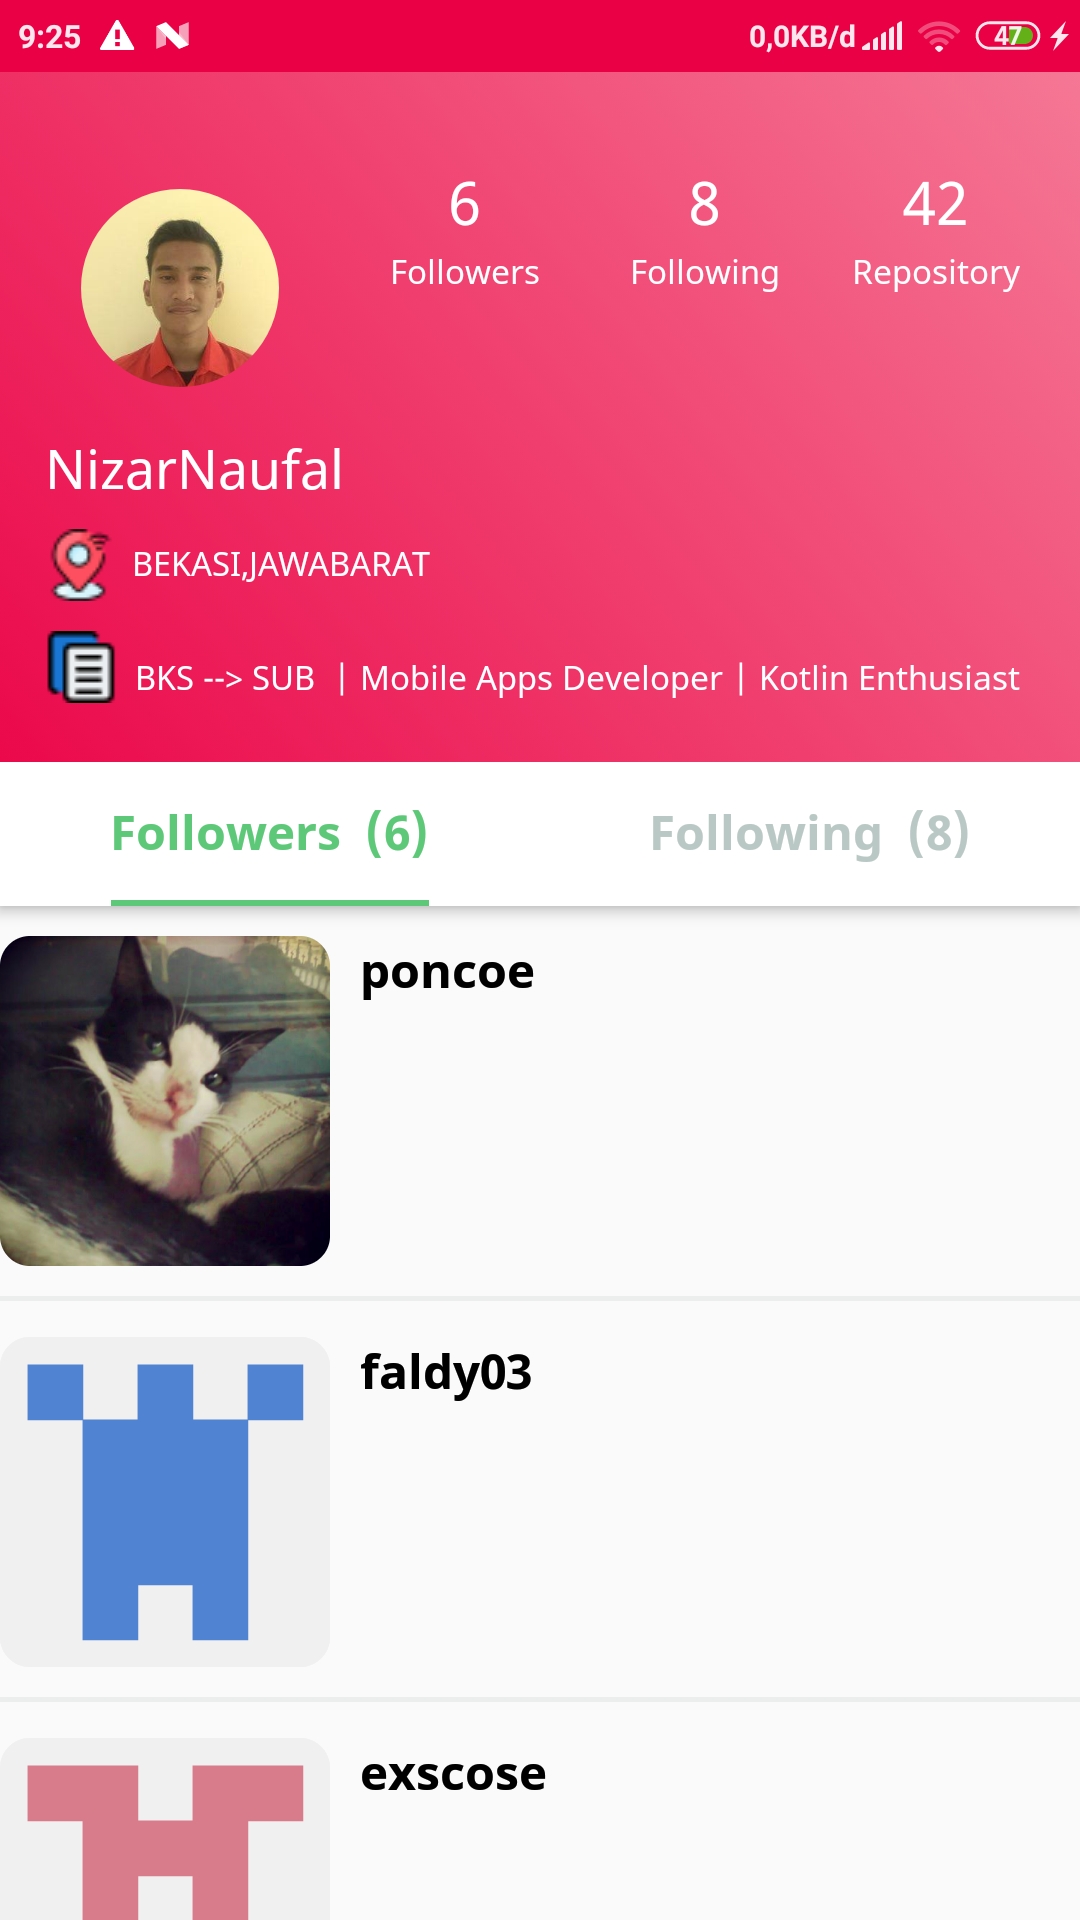 9:25 0,0KB/d 47
6 8 42
Followers Following Repository
NizarNaufal
BEKASI,JAWABARAT
BKS --> SUB | Mobile Apps Developer | Kotlin Enthusiast
Followers (6) Following (8)
poncoe
faldy03
exscose